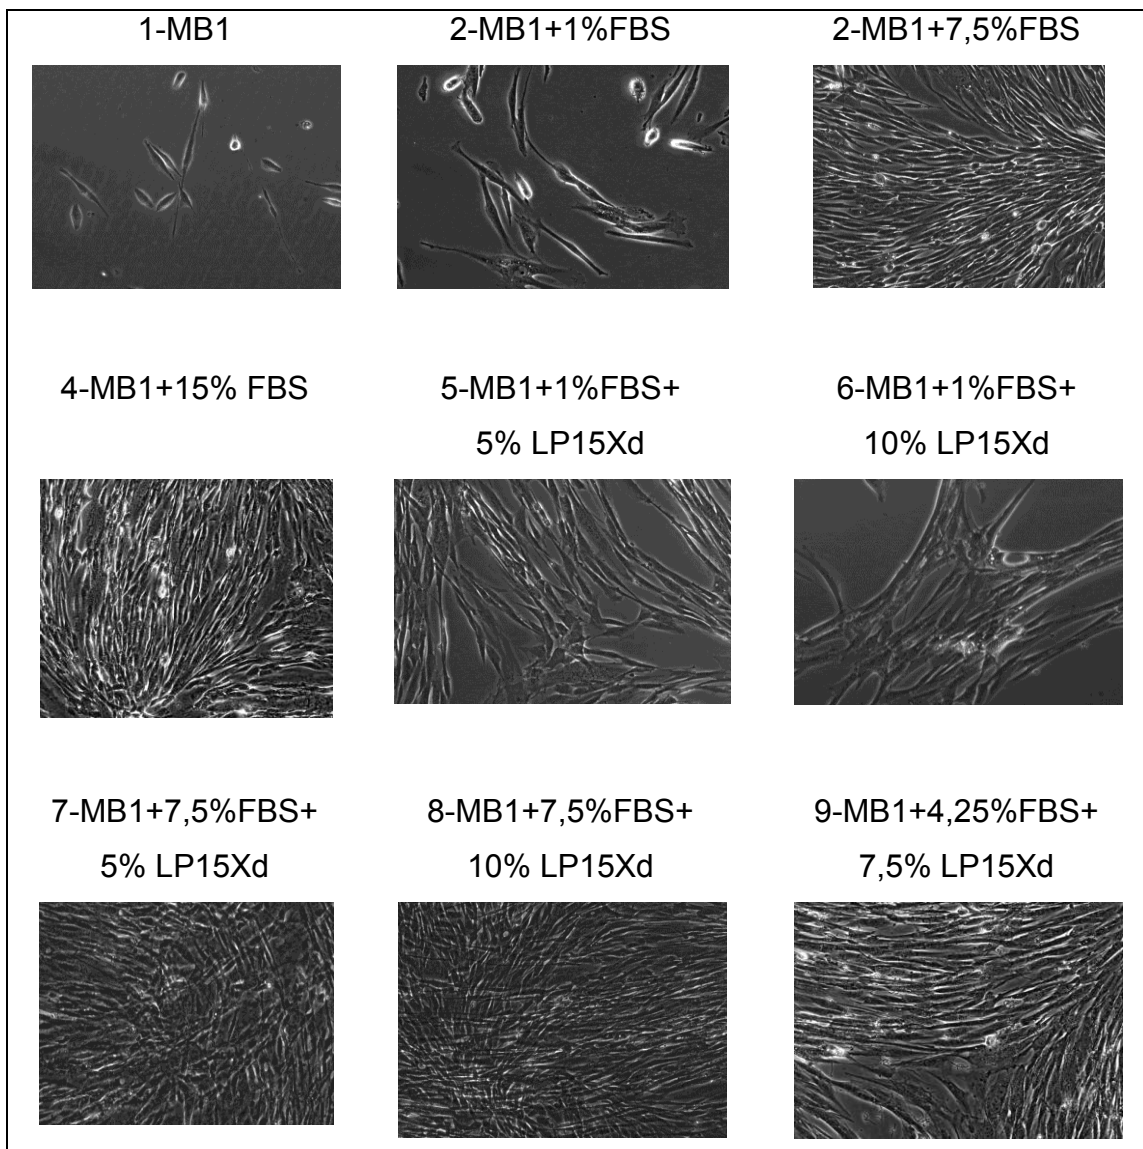 1-MB1
2-MB1+1%FBS
2-MB1+7,5%FBS
4-MB1+15% FBS
5-MB1+1%FBS+
5% LP15Xd
6-MB1+1%FBS+
10% LP15Xd
7-MB1+7,5%FBS+
5% LP15Xd
8-MB1+7,5%FBS+
10% LP15Xd
9-MB1+4,25%FBS+
7,5% LP15Xd